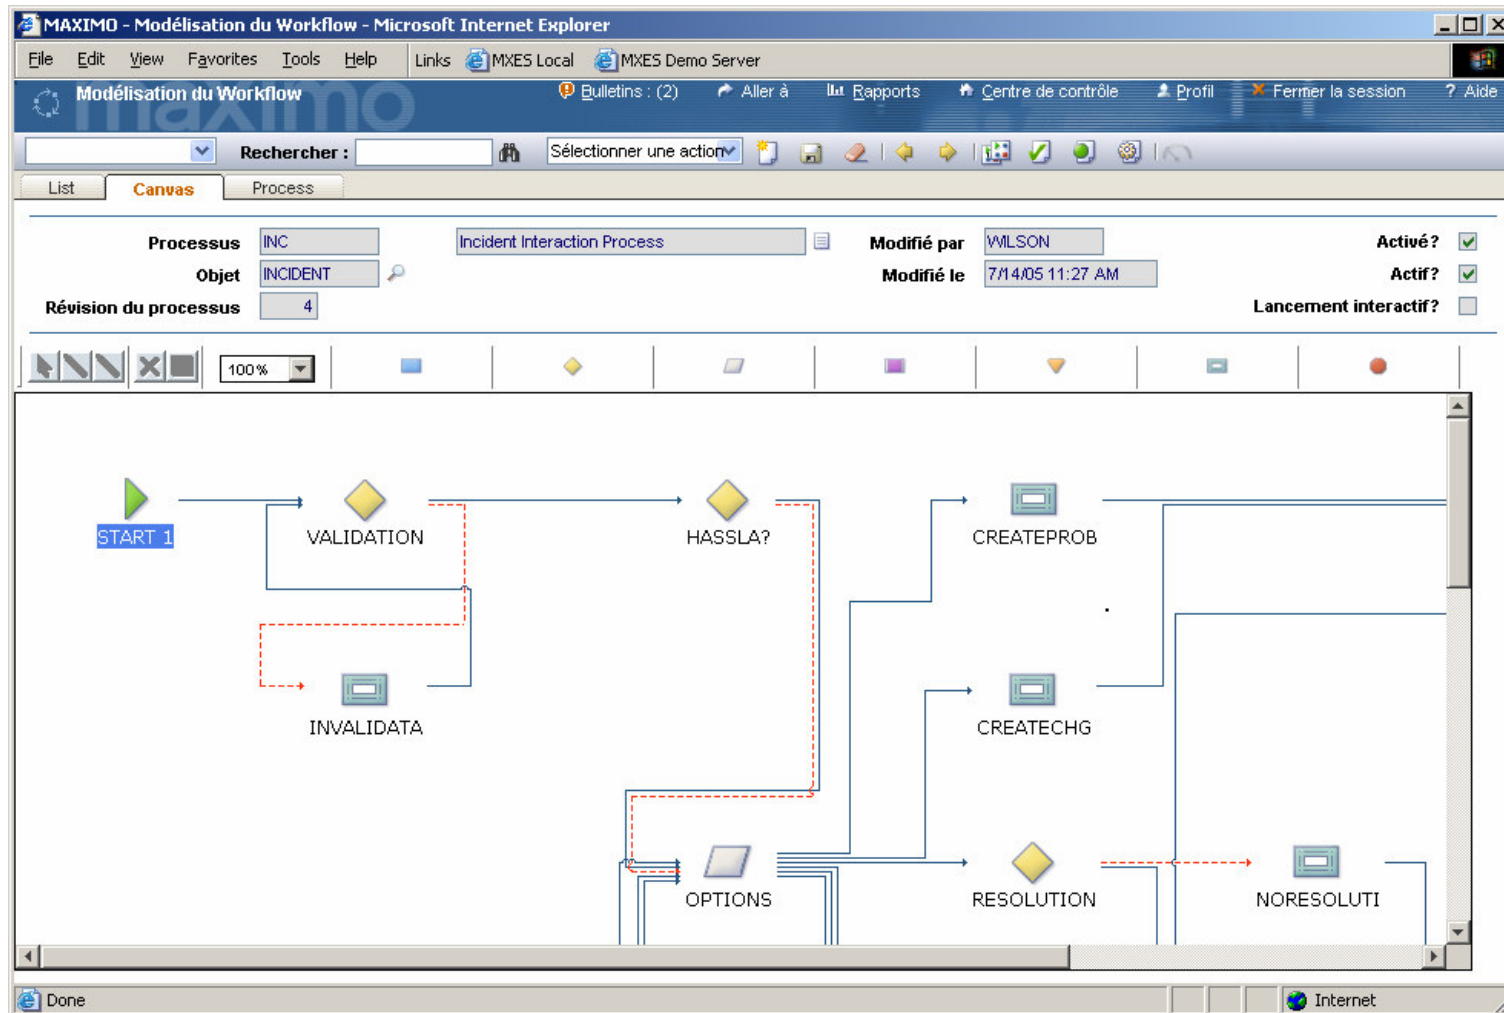 MAXIMO - Modélisation du Workflow - Microsoft Internet Explorer
File Edit View Favorites Tools Help Links MXES Local MXES Demo Server
Modélisation du Workflow Bulletins : (2) Aller à Rapports Centre de contrôle Profil Fermer la session ? Aide
maximo
Rechercher : Sélectionner une action
List Canvas Process
Processus INC Incident Interaction Process Modifié par WILSON Activé?
Objet INCIDENT Modifié le 7/14/05 11:27 AM Actif?
Révision du processus 4 Lancement interactif?
100%
START 1 VALIDATION HASSLA? CREATEPROB
INVALIDATA CREATECHG
OPTIONS RESOLUTION NORESOLUTI
Done Internet